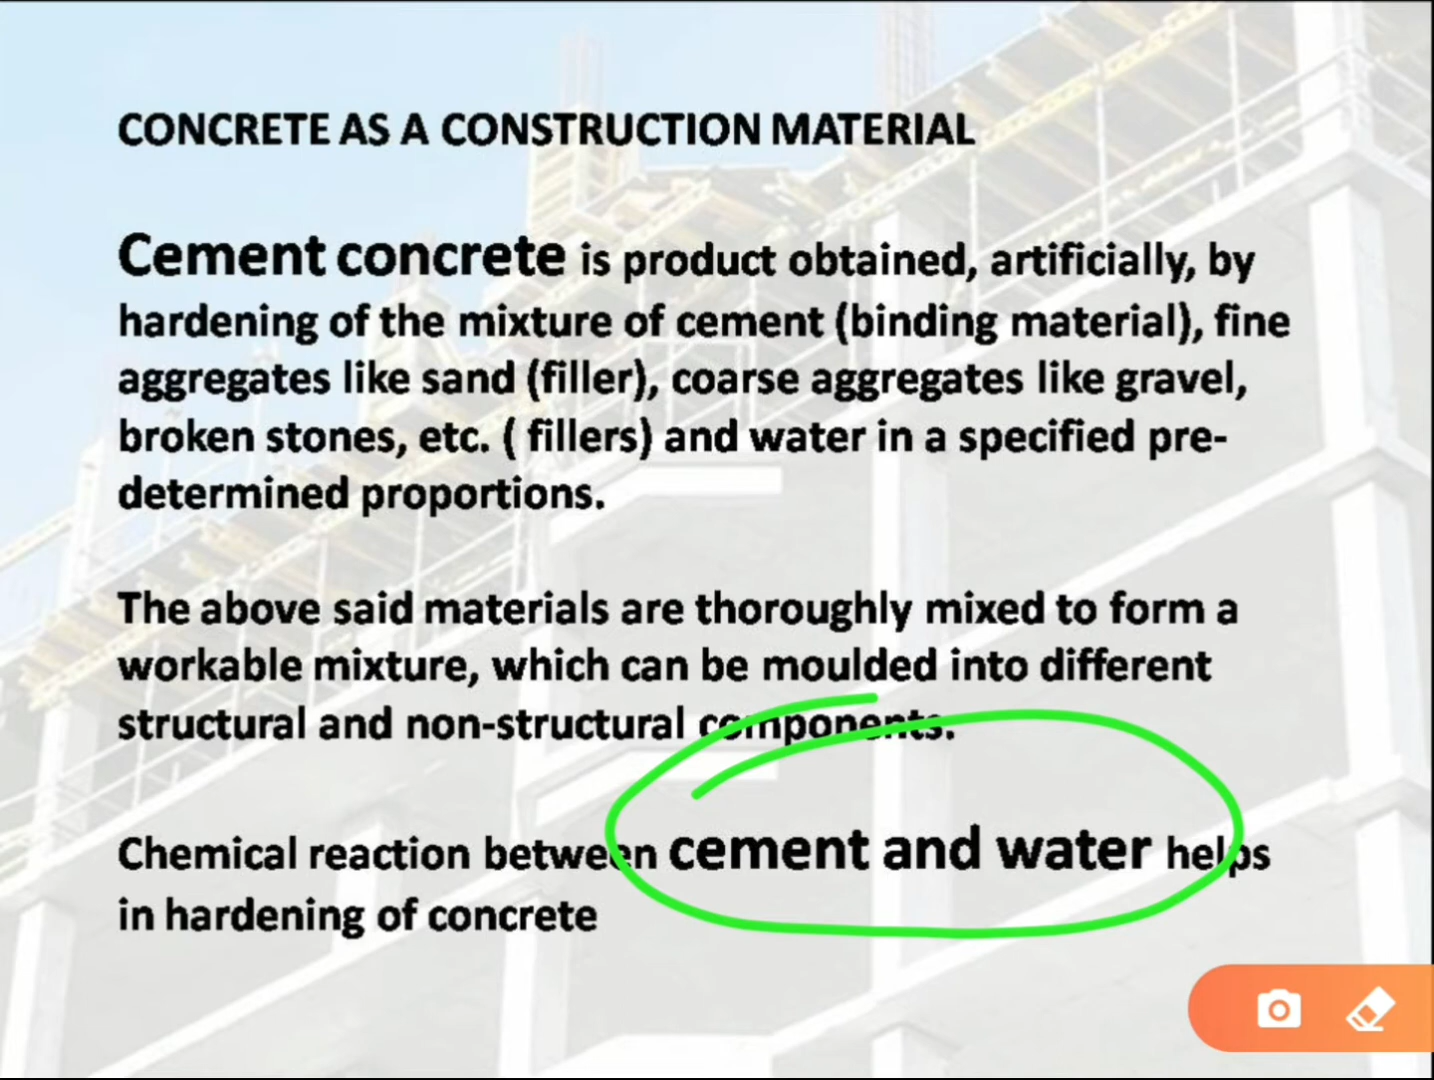 CONCRETE AS A CONSTRUCTION MATERIAL
Cement concrete is product obtained, artificially, by
hardening of the mixture of cement (binding material), fine
aggregates like sand (filler), coarse aggregates like gravel,
broken stones, etc. ( fillers) and water in a specified pre-
determined proportions.
The above said materials are thoroughly mixed to form a
workable mixture, which can be moulded into different
structural and non-structural components.
Chemical reaction between cement and water helps
in hardening of concrete